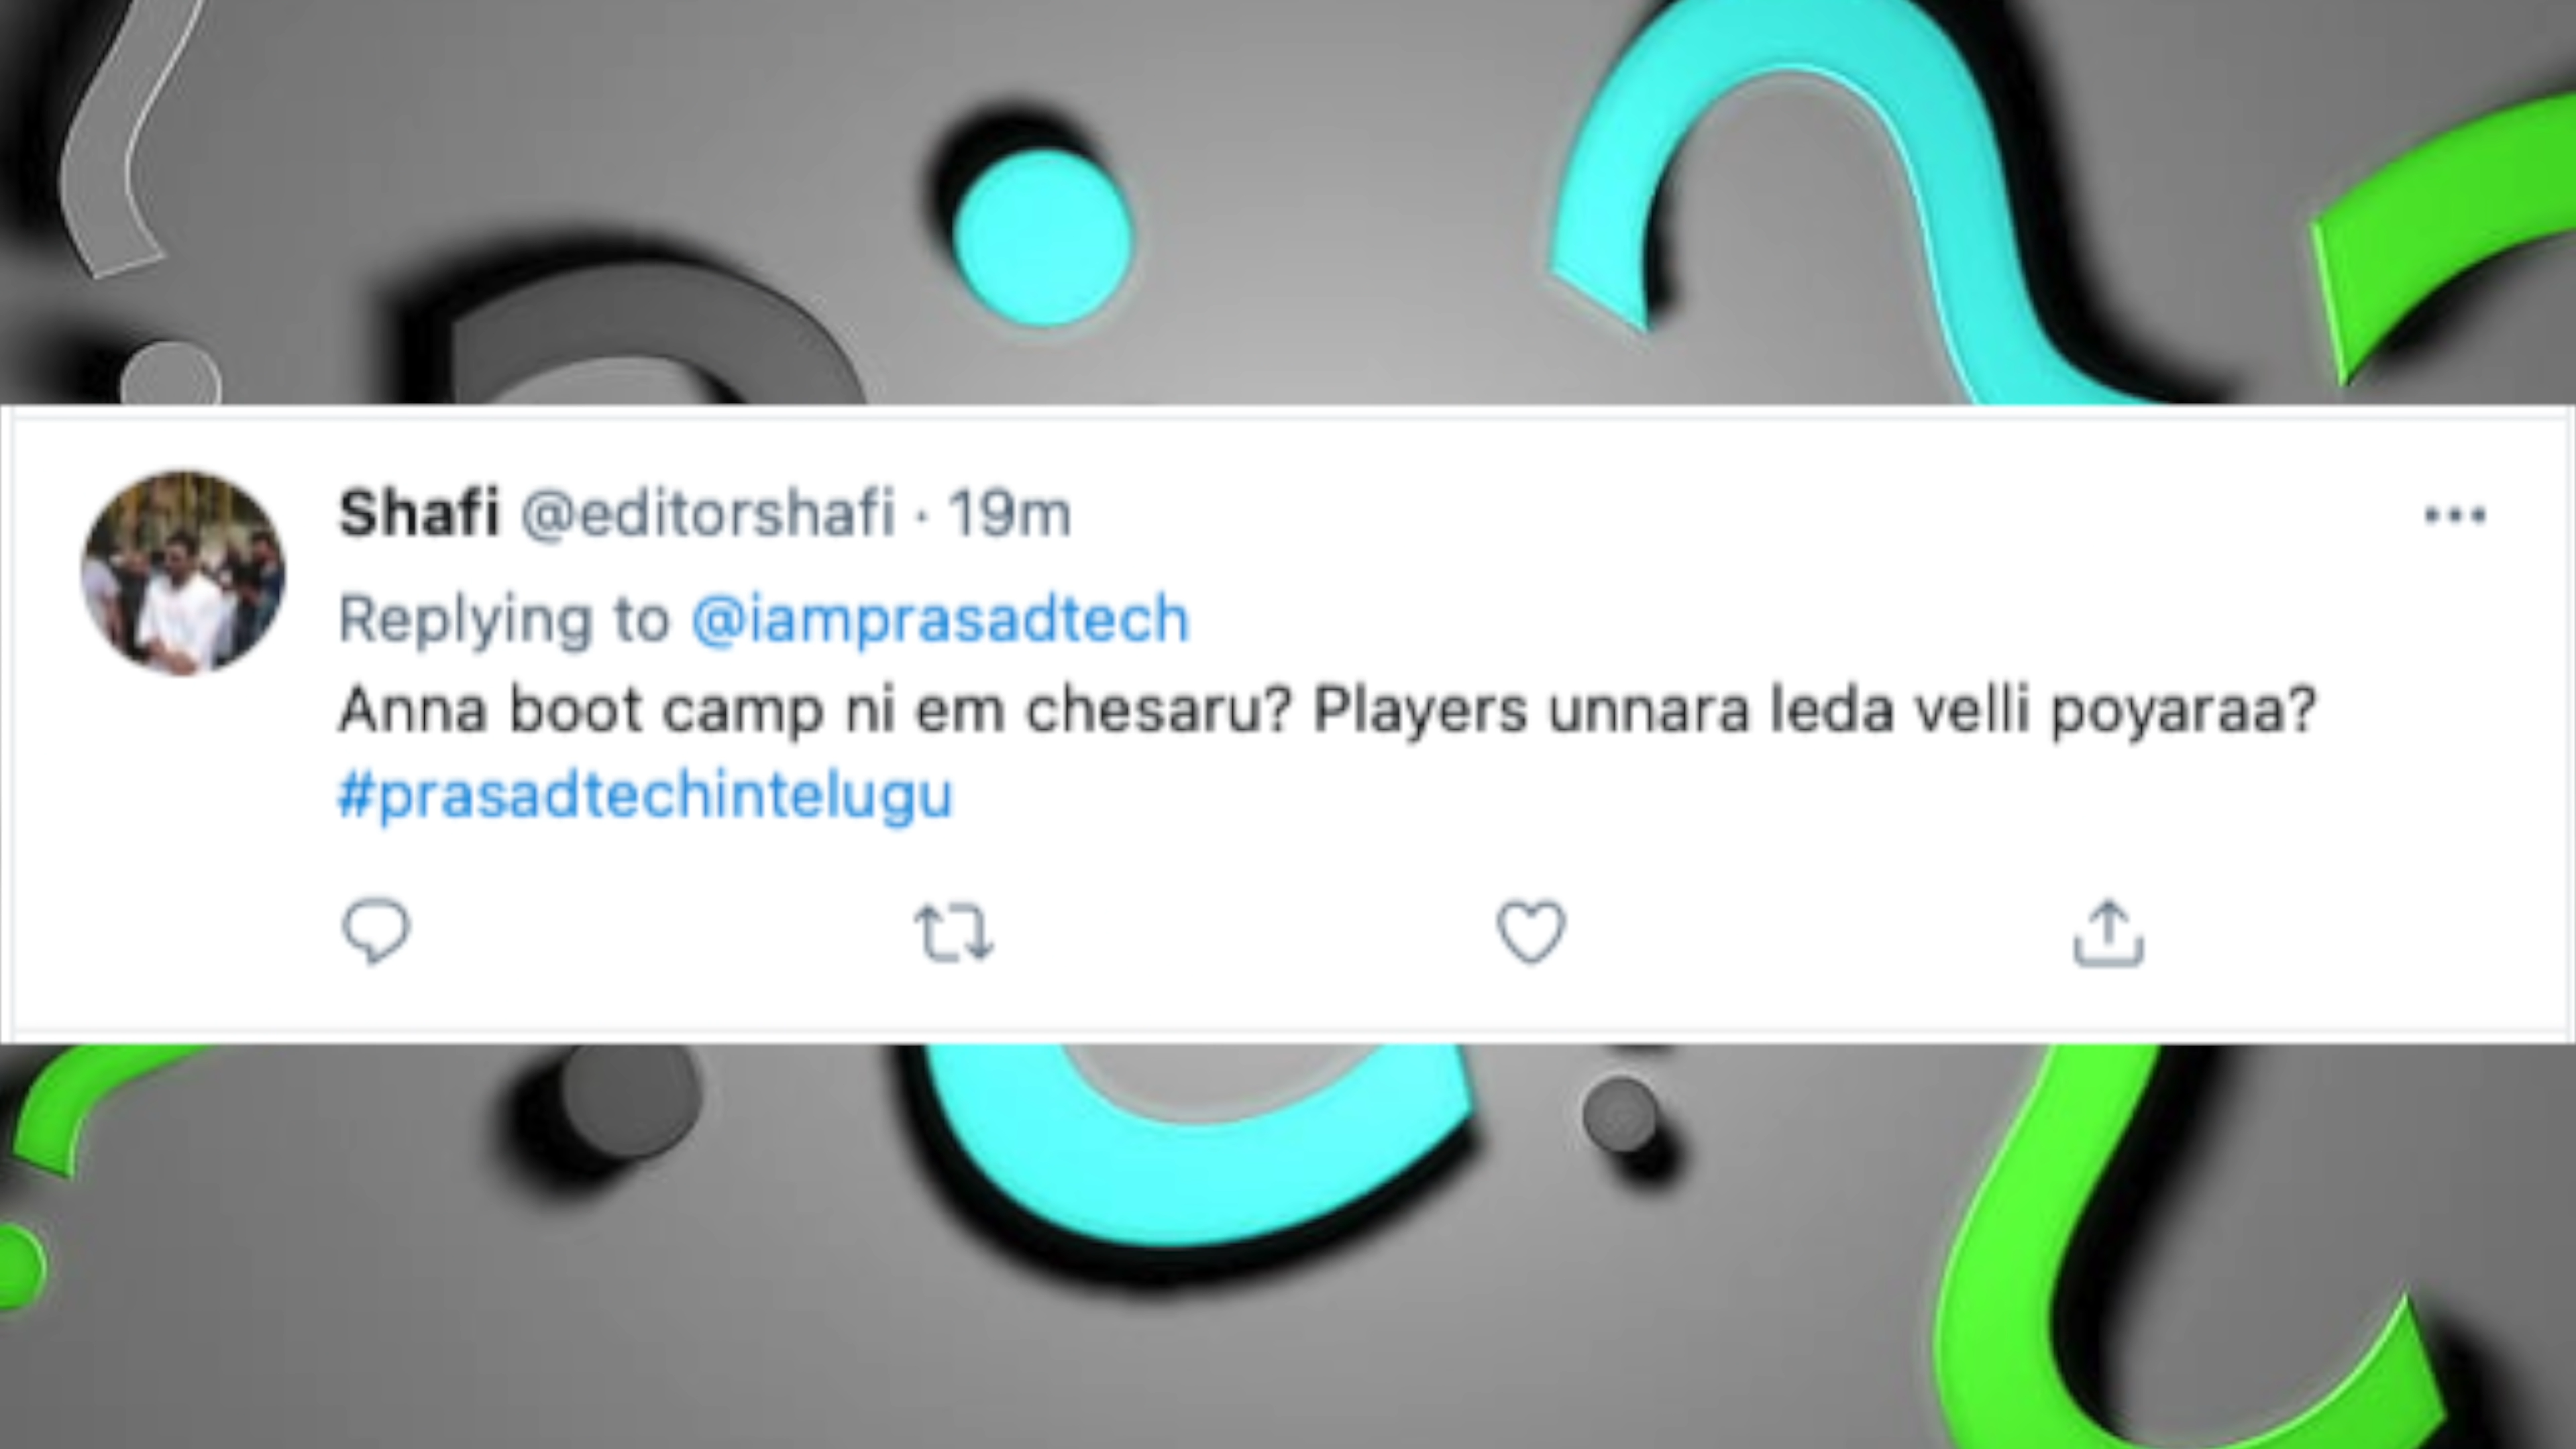 Shafi @editorshafi · 19m
Replying to @iamprasadtech
Anna boot camp ni em chesaru? Players unnara leda velli poyaraa?
#prasadtechintelugu